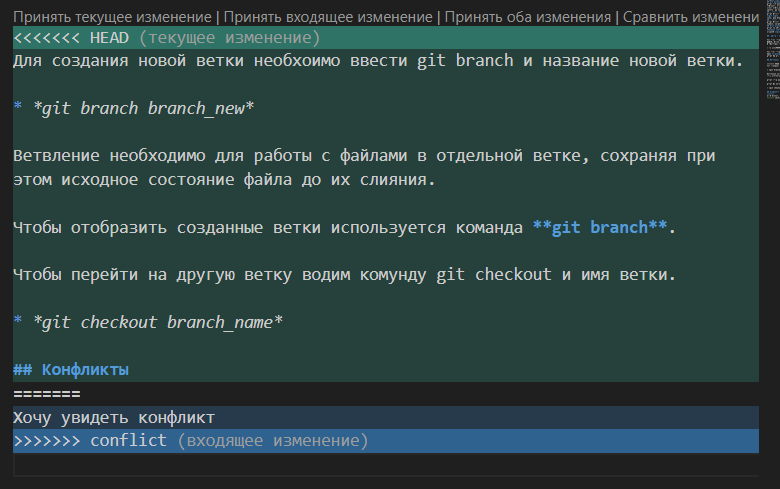 Принять текущее изменение | Принять входящее изменение | Принять оба изменения | Сравнить изменени
<<<<<<< HEAD (текущее изменение)
Для создания новой ветки необхоимо ввести git branch и название новой ветки.
* *git branch branch_new*
Ветвление необходимо для работы с файлами в отдельной ветке, сохраняя при
этом исходное состояние файла до их слияния.
Чтобы отобразить созданные ветки используется команда **git branch**.
Чтобы перейти на другую ветку водим комунду git checkout и имя ветки.
* *git checkout branch_name*
## Конфликты
=======
Хочу увидеть конфликт
>>>>>>> conflict (входящее изменение)